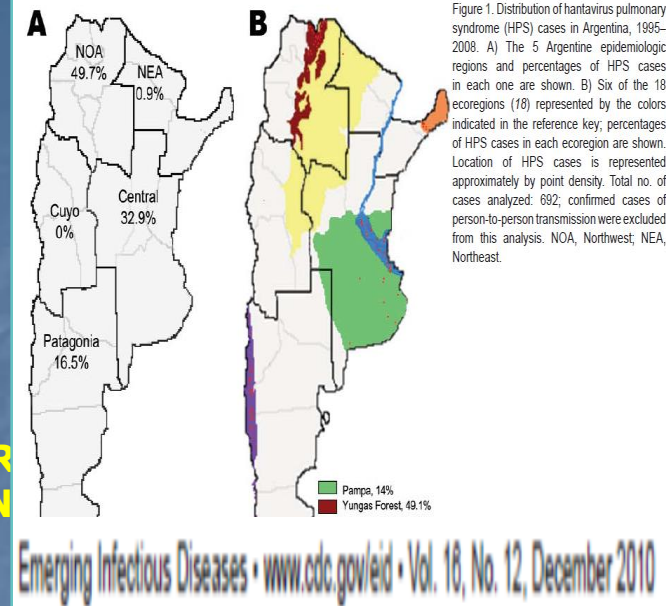 A
B
NOA
49.7%
NEA
0.9%
Cuyo
0%
Central
32.9%
Patagonia
16.5%
Pampa, 14%
Yungas Forest, 49.1%
Figure 1. Distribution of hantavirus pulmonary
syndrome (HPS) cases in Argentina, 1995–
2008. A) The 5 Argentine epidemiologic
regions and percentages of HPS cases
in each one are shown. B) Six of the 18
ecoregions (18) represented by the colors
indicated in the reference key; percentages
of HPS cases in each ecoregion are shown.
Location of HPS cases is represented
approximately by point density. Total no. of
cases analyzed: 692; confirmed cases of
person-to-person transmission were excluded
from this analysis. NOA, Northwest; NEA,
Northeast.
R
N
Emerging Infectious Diseases • www.cdc.gov/eid • Vol. 16, No. 12, December 2010